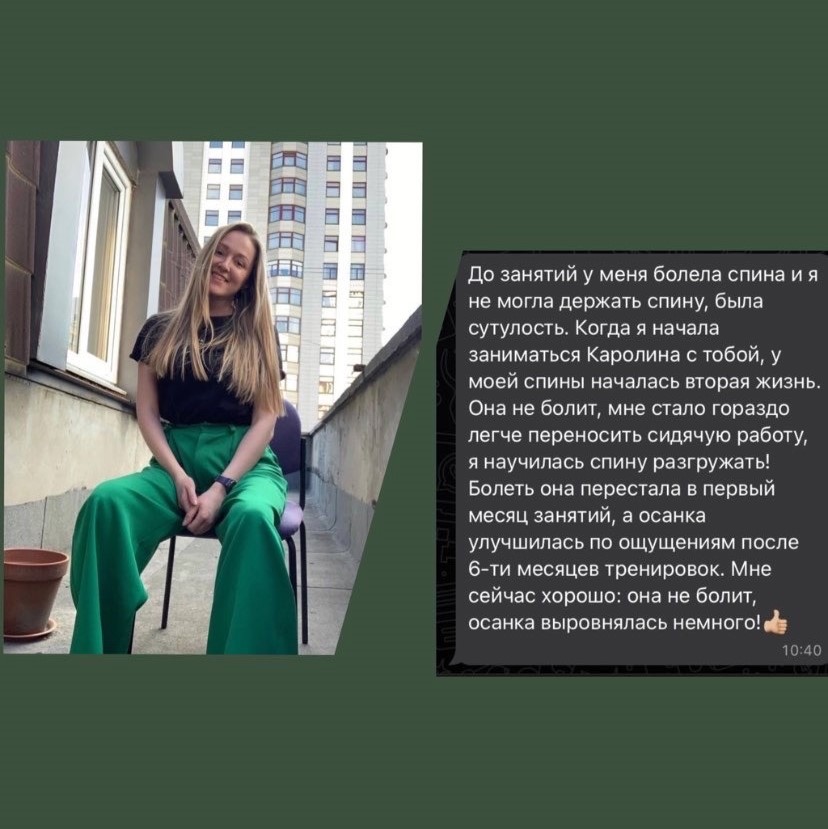 До занятий у меня болела спина и я
не могла держать спину, была
сутулость. Когда я начала
заниматься Каролина с тобой, у
моей спины началась вторая жизнь.
Она не болит, мне стало гораздо
легче переносить сидячую работу,
я научилась спину разгружать!
Болеть она перестала в первый
месяц занятий, а осанка
улучшилась по ощущениям после
6-ти месяцев тренировок. Мне
сейчас хорошо: она не болит,
осанка выровнялась немного!👍🏼
10:40